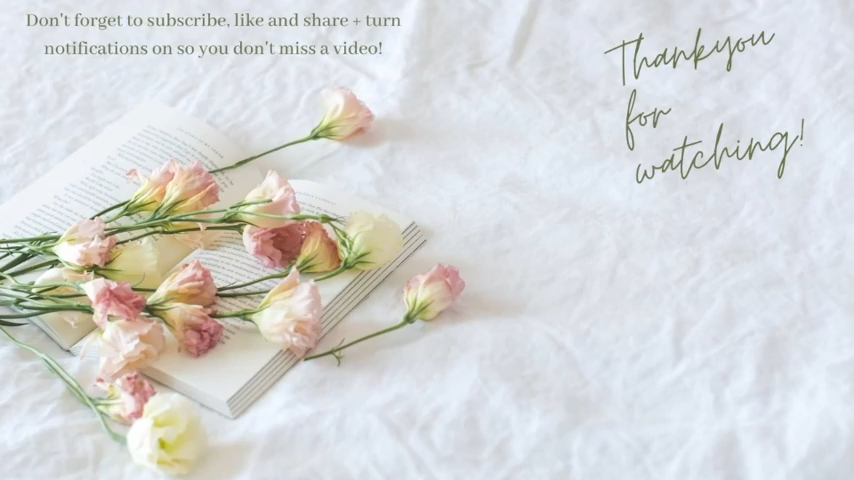 Don't forget to subscribe, like and share + turn
notifications on so you don't miss a video!
Thankyou
for
watching!